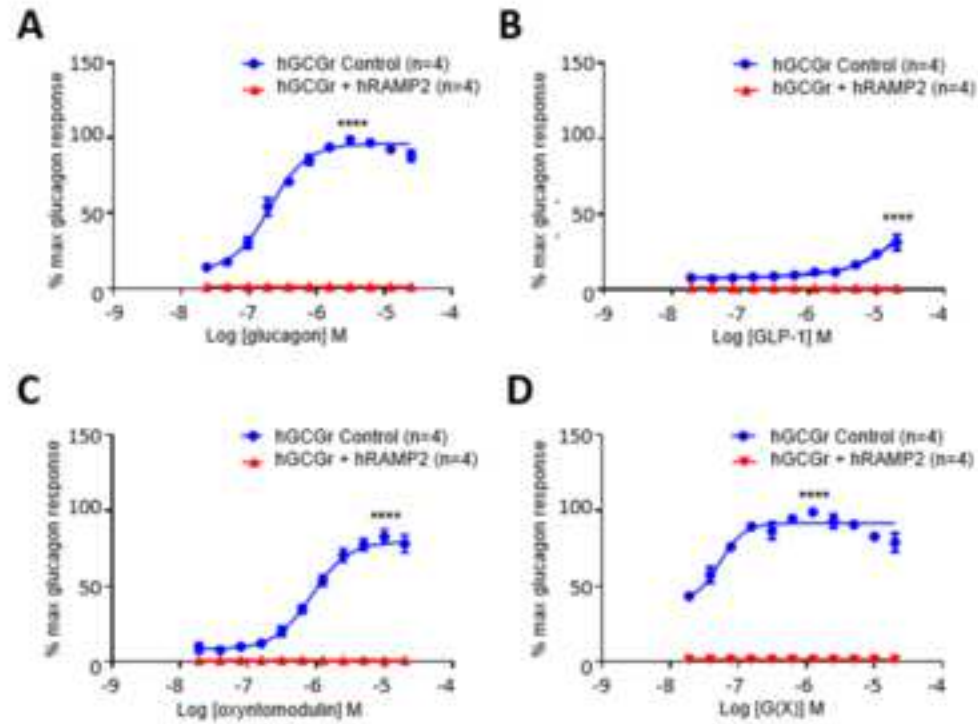 A
150
100
50
0
% max glucagon response
hGCGr Control (n=4)
hGCGr + hRAMP2 (n=4)
****
-9 -8 -7 -6 -5 -4
Log [glucagon] M
B
150
100
50
0
% max glucagon response
hGCGr Control (n=4)
hGCGr + hRAMP2 (n=4)
****
-9 -8 -7 -6 -5 -4
Log [GLP-1] M
C
150
100
50
0
% max glucagon response
hGCGr Control (n=4)
hGCGr + hRAMP2 (n=4)
****
-9 -8 -7 -6 -5 -4
Log [oxyntomodulin] M
D
150
100
50
0
% max glucagon response
hGCGr Control (n=4)
hGCGr + hRAMP2 (n=4)
****
-9 -8 -7 -6 -5 -4
Log [G(X)] M